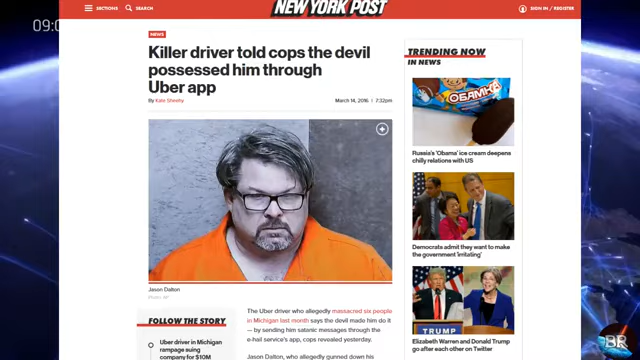 09:0
SECTIONS
SEARCH
NEW YORK POST
SIGN IN / REGISTER
NEWS
Killer driver told cops the devil
possessed him through
Uber app
By Kate Sheehy
March 14, 2016 | 7:32pm
Jason Dalton
Photo: AP
FOLLOW THE STORY
Uber driver in Michigan
rampage suing
company for $10M
The Uber driver who allegedly massacred six people
in Michigan last month says the devil made him do it —
by sending him satanic messages through the
e-hail service's app, cops revealed yesterday.
Jason Dalton, who allegedly gunned down his
TRENDING NOW
IN NEWS
ОБАМКА
Russia's 'Obama' ice cream deepens
chilly relations with US
Democrats admit they want to make
the government 'irritating'
TRUMP
Elizabeth Warren and Donald Trump
go after each other on Twitter
BR